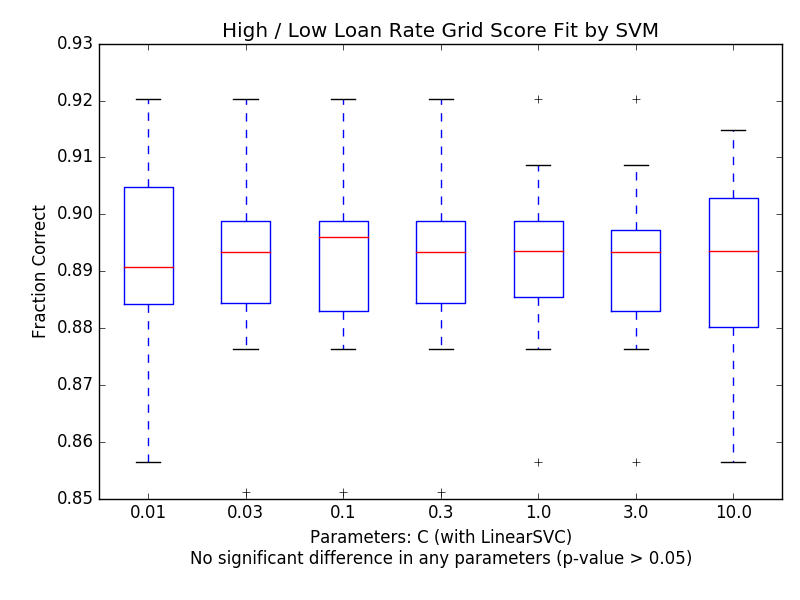 High / Low Loan Rate Grid Score Fit by SVM
Fraction Correct
0.93
0.92
0.91
0.90
0.89
0.88
0.87
0.86
0.85
0.01 0.03 0.1 0.3 1.0 3.0 10.0
Parameters: C (with LinearSVC)
No significant difference in any parameters (p-value > 0.05)